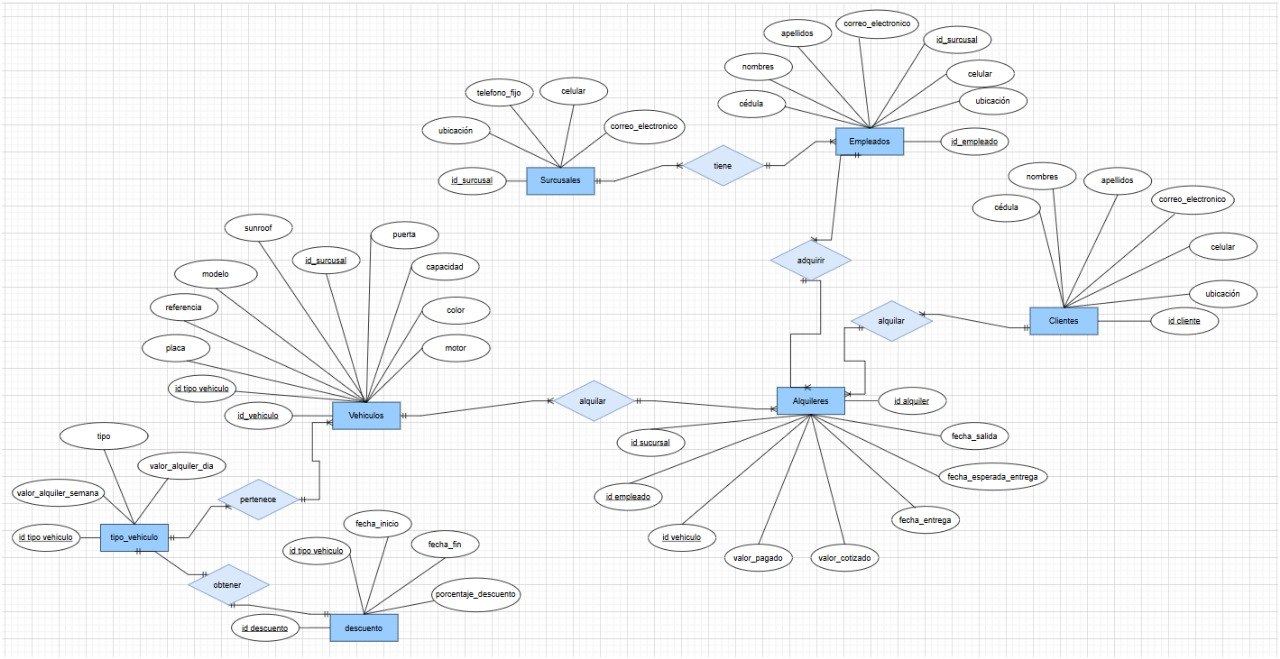 correo_electronico
apellidos
id_surcusal
nombres
celular
cédula
ubicación
Empleados
id_empleado
telefono_fijo
celular
ubicación
correo_electronico
id_surcusal
Surcusales
tiene
nombres
apellidos
cédula
correo_electronico
celular
ubicación
Clientes
id cliente
adquirir
alquilar
sunroof
puerta
id_surcusal
modelo
capacidad
referencia
color
placa
motor
id tipo vehiculo
id_vehiculo
Vehiculos
alquilar
Alquileres
id alquiler
id sucursal
fecha_salida
id empleado
fecha_esperada_entrega
id vehiculo
fecha_entrega
valor_pagado
valor_cotizado
tipo
valor_alquiler_dia
valor_alquiler_semana
id tipo vehiculo
tipo_vehiculo
pertenece
obtener
fecha_inicio
id tipo vehiculo
fecha_fin
porcentaje_descuento
id descuento
descuento